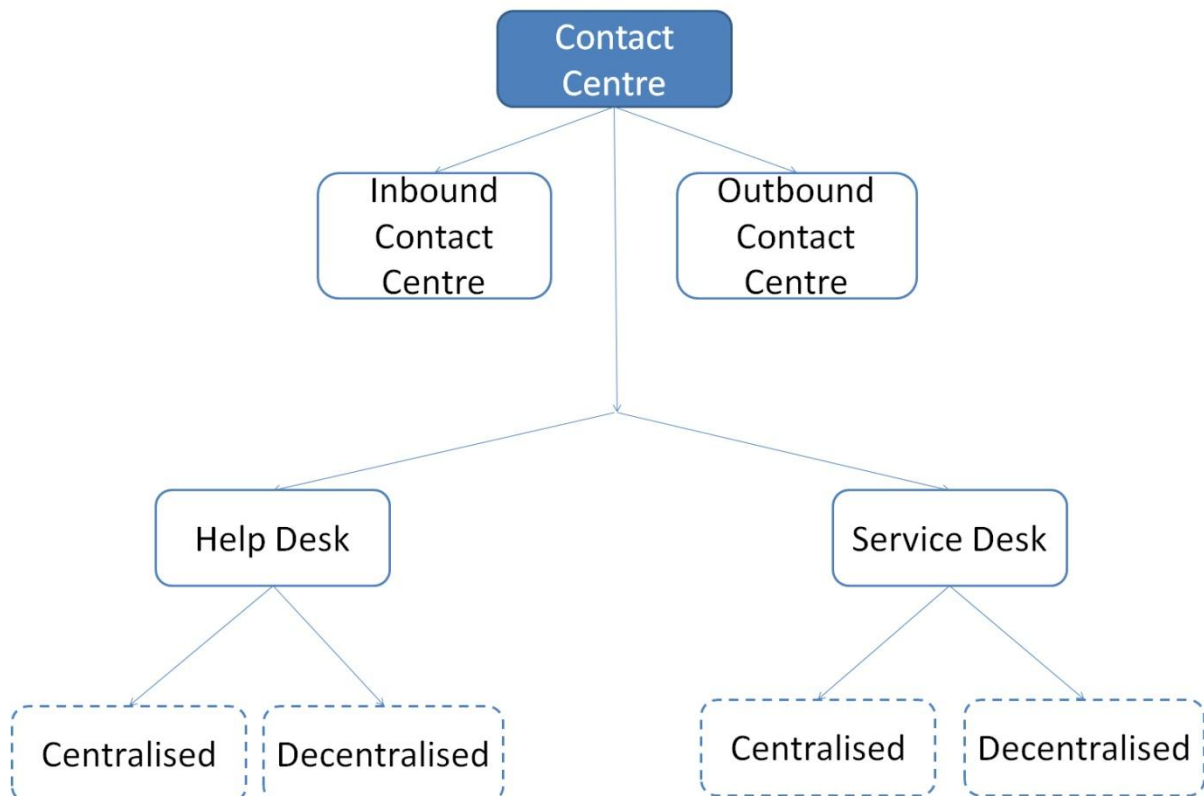 Contact
Centre
Inbound
Contact
Centre
Outbound
Contact
Centre
Help Desk
Service Desk
Centralised
Decentralised
Centralised
Decentralised